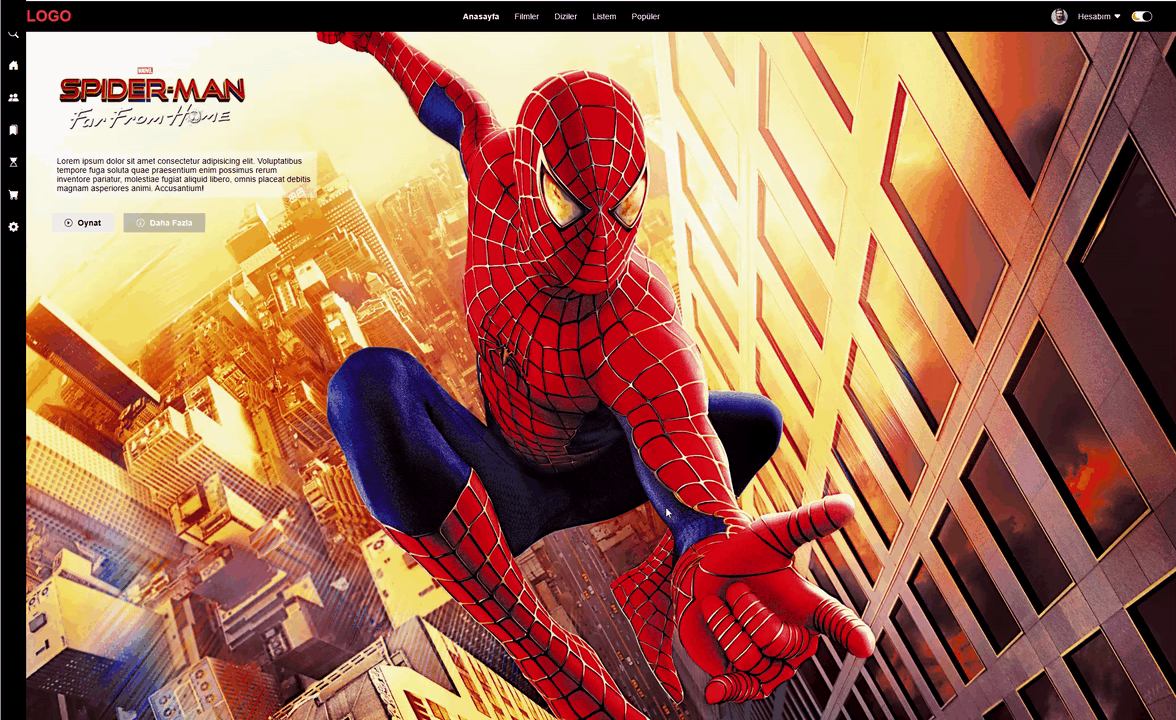 LOGO
Anasayfa Filmler Diziler Listem Popüler
Hesabım
MARVEL
SPIDER-MAN
Far From Home
Lorem ipsum dolor sit amet consectetur adipisicing elit. Voluptatibus
tempore fuga soluta quae praesentium enim possimus rerum
inventore pariatur, molestiae fugiat aliquid libero, omnis placeat debitis
magnam asperiores animi. Accusantium!
Oynat Daha Fazla